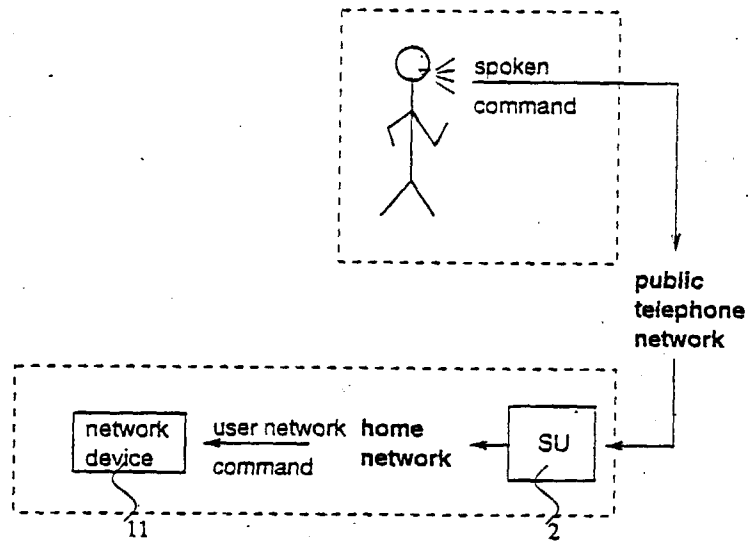 spoken
command
public
telephone
network
network
device
user network
command
home
network
SU
11
2